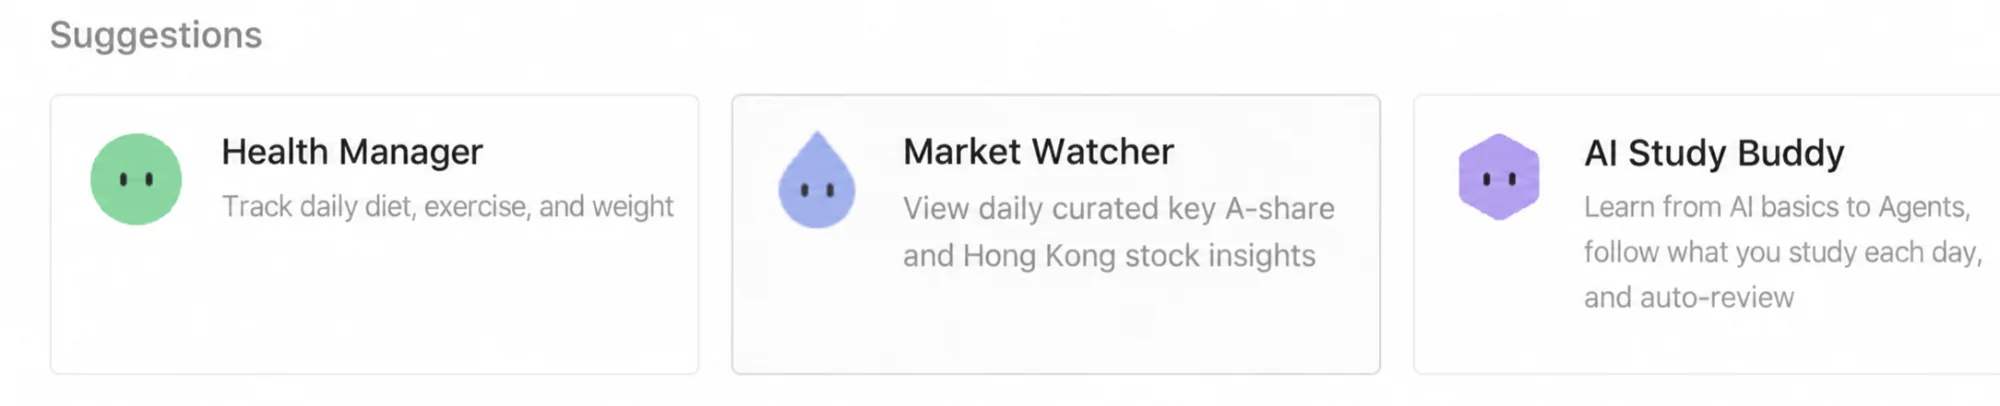 Suggestions
Health Manager
Track daily diet, exercise, and weight
Market Watcher
View daily curated key A-share
and Hong Kong stock insights
AI Study Buddy
Learn from AI basics to Agents,
follow what you study each day,
and auto-review